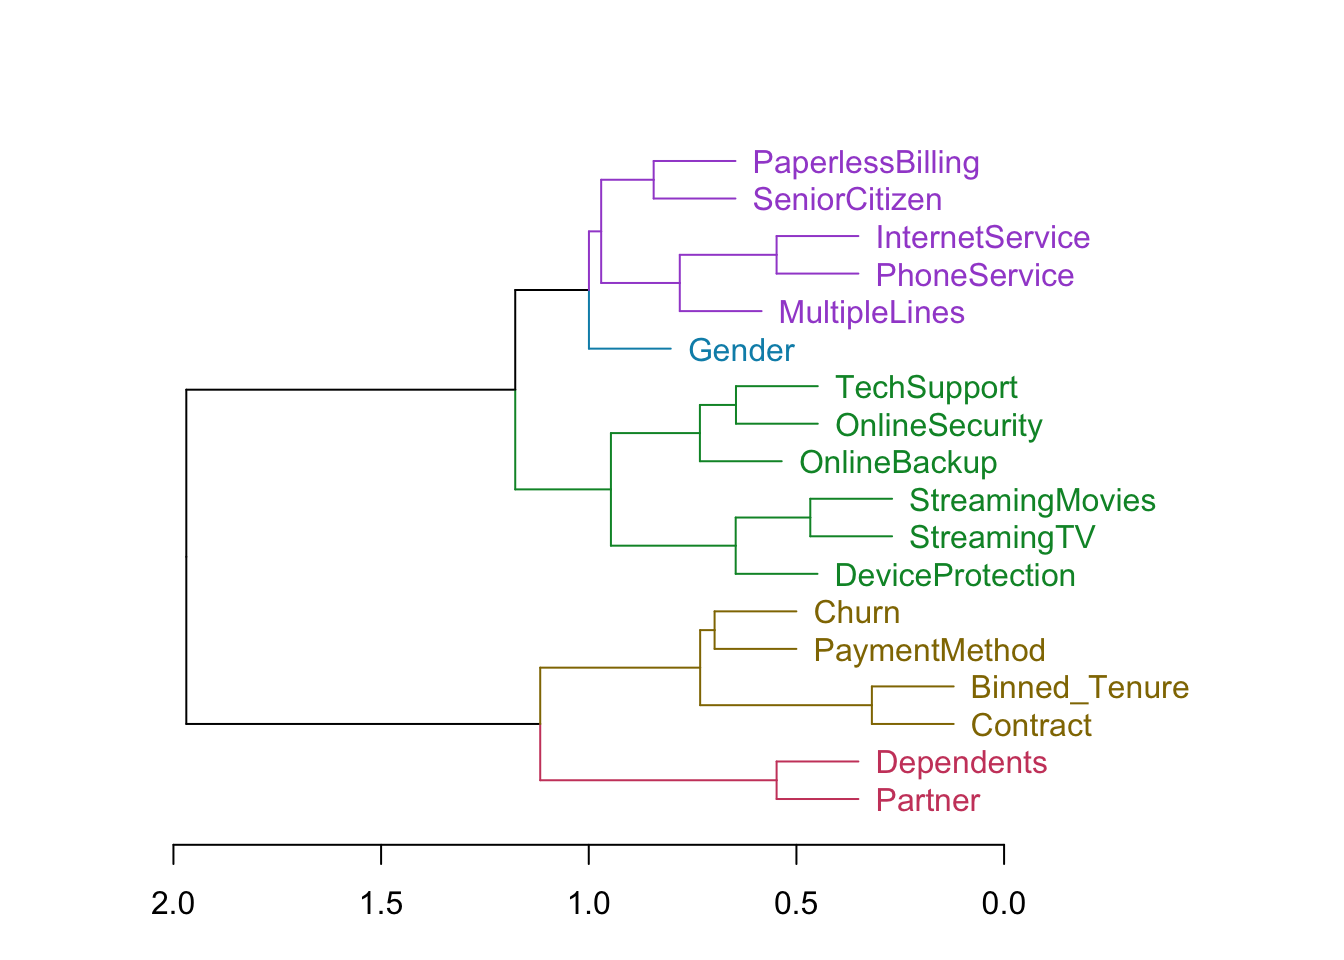 PaperlessBilling
SeniorCitizen
InternetService
PhoneService
MultipleLines
Gender
TechSupport
OnlineSecurity
OnlineBackup
StreamingMovies
StreamingTV
DeviceProtection
Churn
PaymentMethod
Binned_Tenure
Contract
Dependents
Partner
2.0 1.5 1.0 0.5 0.0